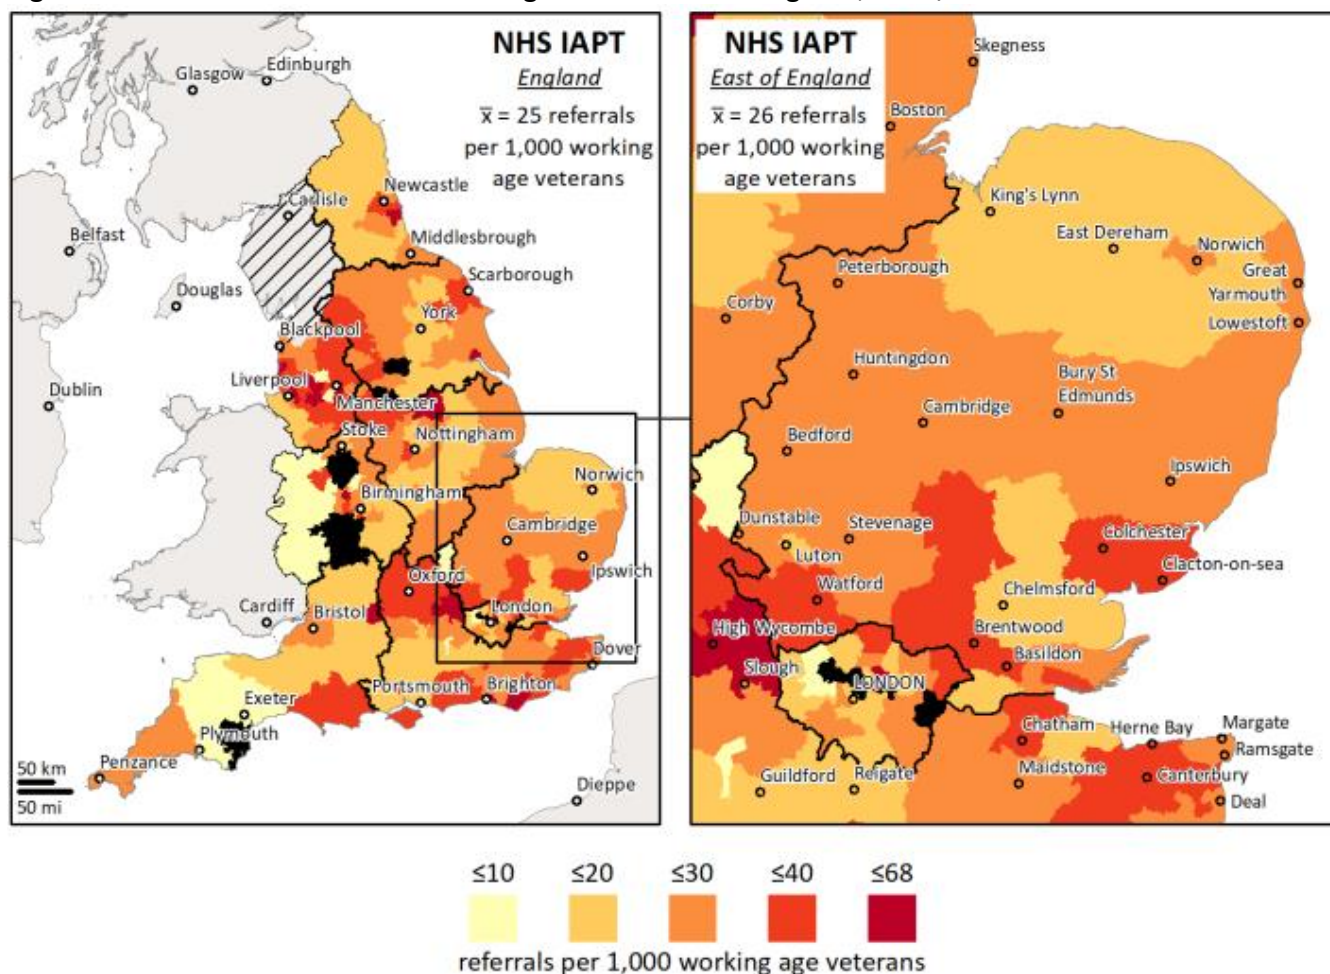 NHS IAPT
England
x̅ = 25 referrals
per 1,000 working
age veterans
Glasgow
Edinburgh
Newcastle
Carlisle
Belfast
Middlesbrough
Scarborough
Douglas
York
Blackpool
Dublin
Liverpool
Manchester
Stoke
Nottingham
Norwich
Birmingham
Cambridge
Oxford
Ipswich
Cardiff
Bristol
London
Dover
Exeter
Portsmouth
Brighton
Plymouth
Penzance
Dieppe
50 km
50 mi
NHS IAPT
East of England
x̅ = 26 referrals
per 1,000 working
age veterans
Skegness
Boston
King's Lynn
East Dereham
Norwich
Peterborough
Great
Yarmouth
Corby
Lowestoft
Huntingdon
Bury St
Edmunds
Cambridge
Bedford
Ipswich
Dunstable
Stevenage
Colchester
Luton
Clacton-on-sea
Watford
Chelmsford
High Wycombe
Brentwood
Basildon
Slough
LONDON
Chatham
Herne Bay
Margate
Ramsgate
Guildford
Reigate
Maidstone
Canterbury
Deal
≤10 ≤20 ≤30 ≤40 ≤68
referrals per 1,000 working age veterans